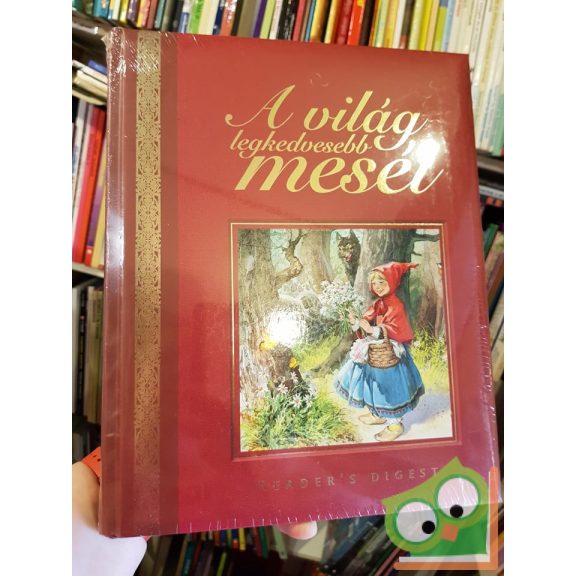 A világ
legkedvesebb
meséi
READER'S DIGEST